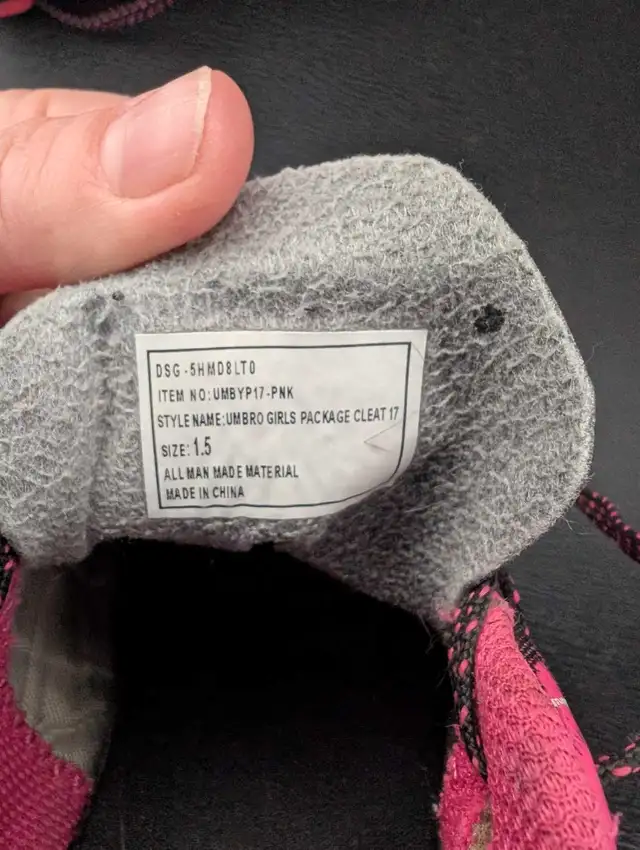 DSG-5HMD8LT0
ITEM NO:UMBYP17-PNK
STYLE NAME:UMBRO GIRLS PACKAGE CLEAT 17
SIZE: 1.5
ALL MAN MADE MATERIAL
MADE IN CHINA